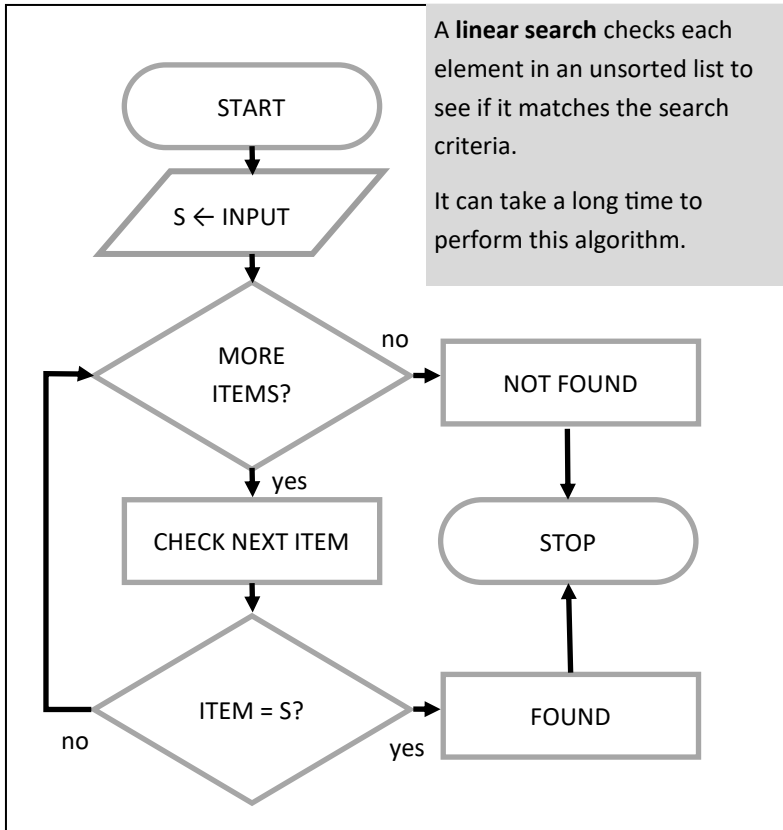 A linear search checks each
element in an unsorted list to
see if it matches the search
criteria.
It can take a long time to
perform this algorithm.
START
S ← INPUT
MORE
ITEMS?
no
NOT FOUND
yes
CHECK NEXT ITEM
STOP
ITEM = S?
no
yes
FOUND